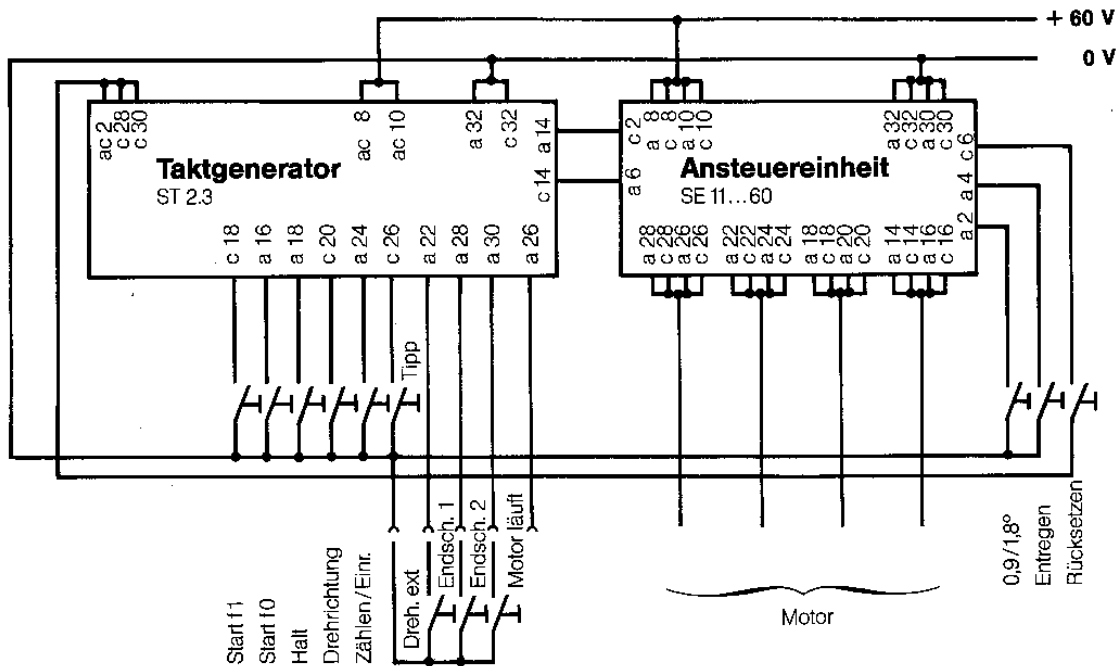 + 60 V
0 V
ac 2
c 28
c 30
ac 8
ac 10
a 32
c 32
a 14
c 14
Taktgenerator
ST 2.3
c 18
a 16
a 18
c 20
a 24
c 26
a 22
a 28
a 30
a 26
c 2
a 6
a 8
c 8
a 10
c 10
a 32
c 32
a 30
c 30
c 6
a 4
a 2
Ansteuereinheit
SE 11...60
a 28
c 28
a 26
c 26
a 22
c 22
a 24
c 24
a 18
c 18
a 20
c 20
a 14
c 14
a 16
c 16
Tipp
Start f1
Start f0
Halt
Drehrichtung
Zählen/Einr.
Dreh. ext
Endsch. 1
Endsch. 2
Motor läuft
Motor
0,9/1,8°
Entregen
Rücksetzen